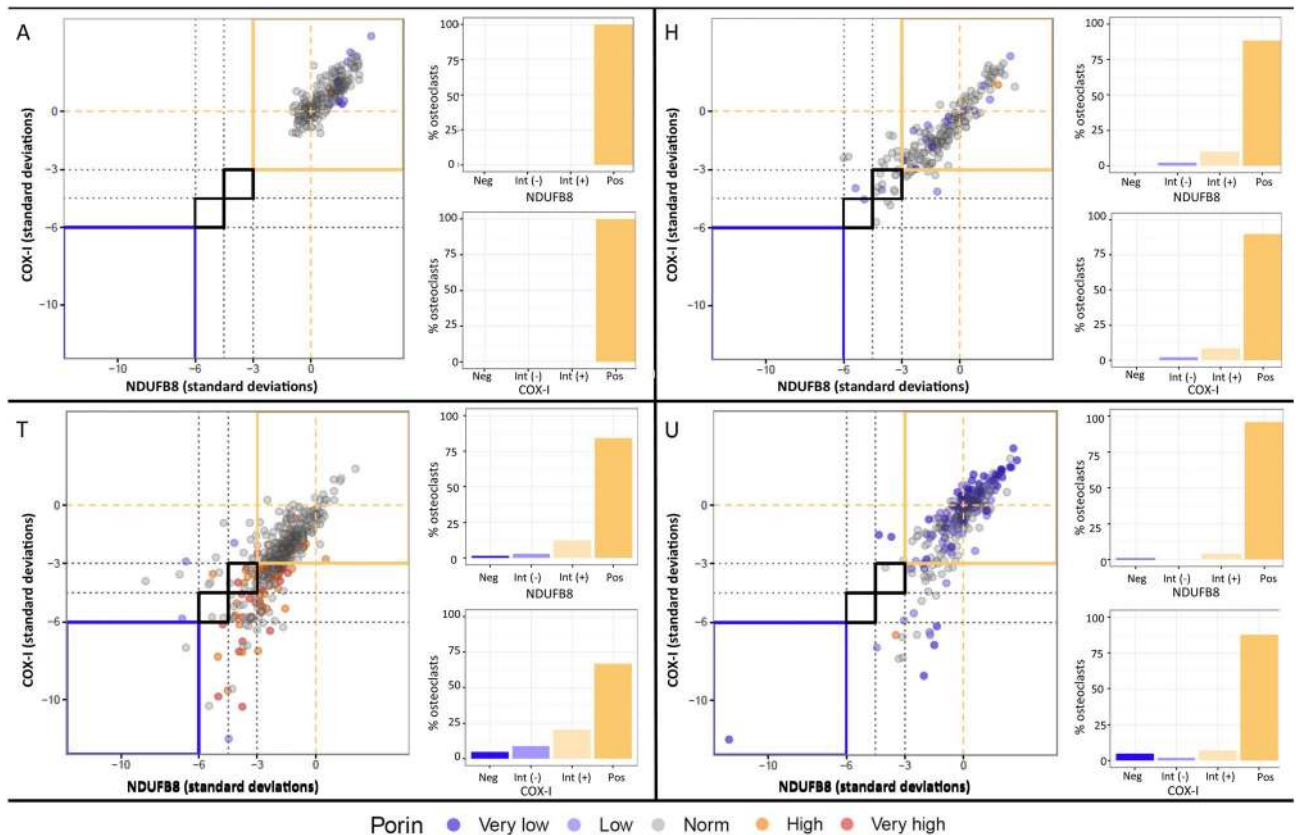 A
COX-I (standard deviations)
0
−3
−6
−10
−10
−6
−3
0
NDUFB8 (standard deviations)
% osteoclasts
100
75
50
25
0
Neg
Int (-)
Int (+)
Pos
NDUFB8
% osteoclasts
100
75
50
25
0
Neg
Int (-)
Int (+)
Pos
COX-I
H
COX-I (standard deviations)
0
−3
−6
−10
−10
−6
−3
0
NDUFB8 (standard deviations)
% osteoclasts
100
75
50
25
0
Neg
Int (-)
Int (+)
Pos
NDUFB8
% osteoclasts
100
75
50
25
0
Neg
Int (-)
Int (+)
Pos
COX-I
T
COX-I (standard deviations)
0
−3
−6
−10
−10
−6
−3
0
NDUFB8 (standard deviations)
% osteoclasts
100
75
50
25
0
Neg
Int (-)
Int (+)
Pos
NDUFB8
% osteoclasts
100
75
50
25
0
Neg
Int (-)
Int (+)
Pos
COX-I
U
COX-I (standard deviations)
0
−3
−6
−10
−10
−6
−3
0
NDUFB8 (standard deviations)
% osteoclasts
100
75
50
25
0
Neg
Int (-)
Int (+)
Pos
NDUFB8
% osteoclasts
100
75
50
25
0
Neg
Int (-)
Int (+)
Pos
COX-I
Porin Very low Low Norm High Very high